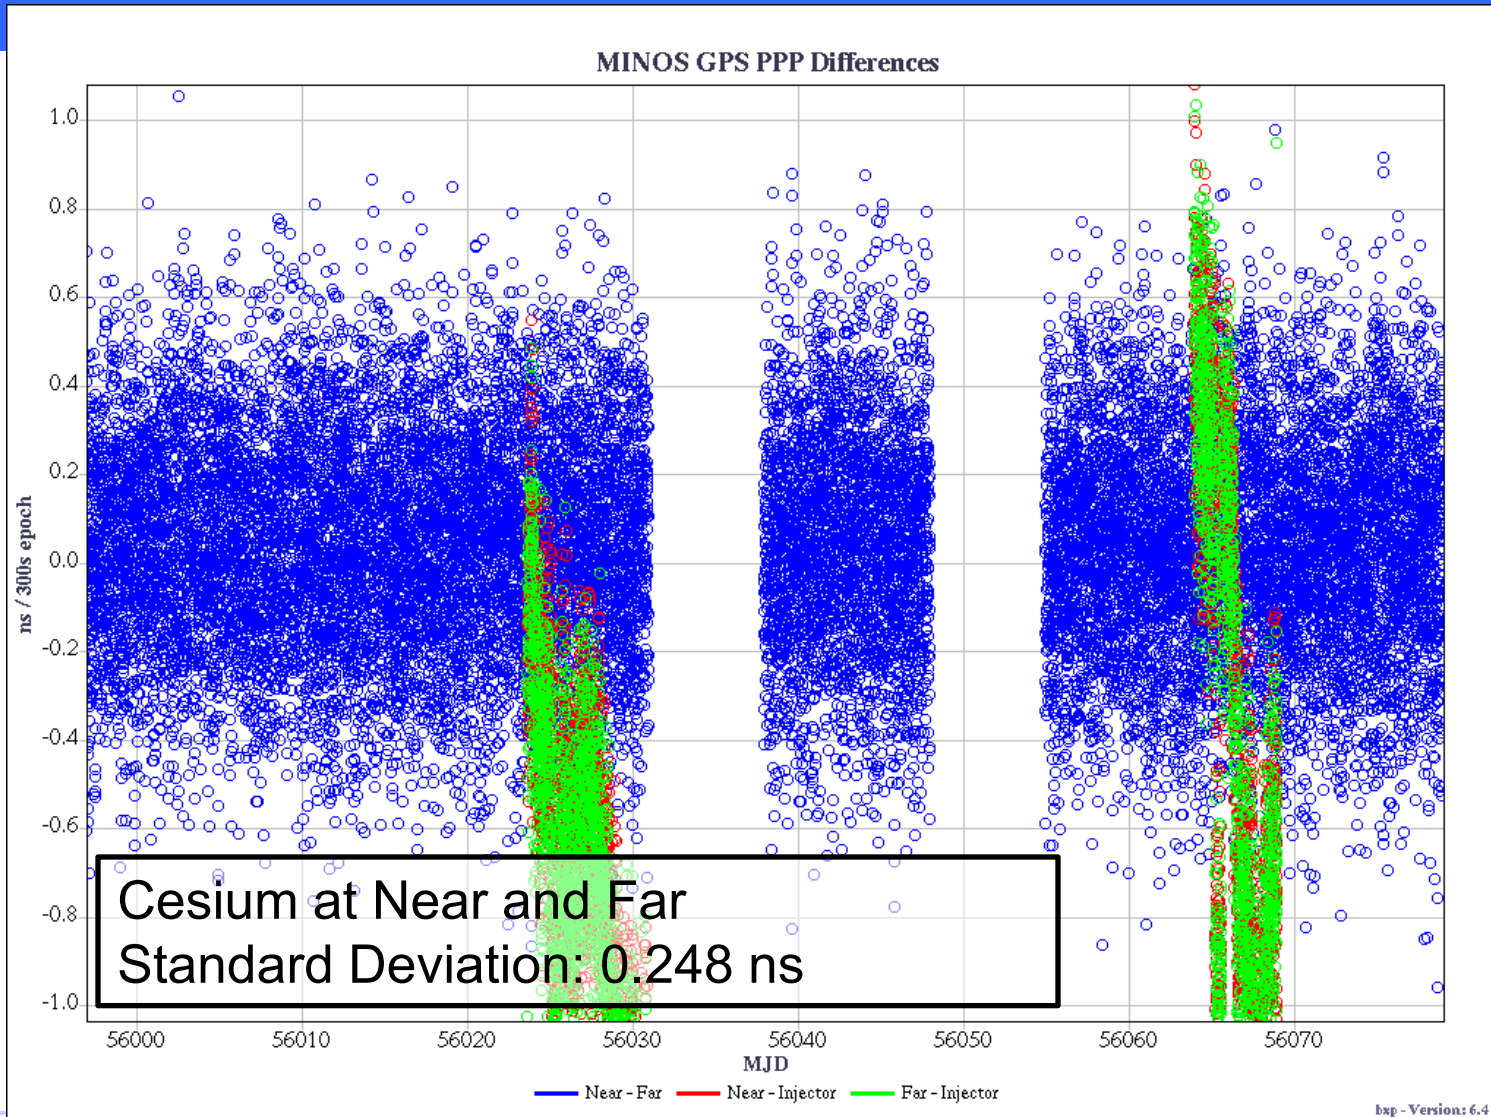 MINOS GPS PPP Differences
ns / 300s epoch
1.0
0.8
0.6
0.4
0.2
0.0
-0.2
-0.4
-0.6
-0.8
-1.0
Cesium at Near and Far
Standard Deviation: 0.248 ns
56000 56010 56020 56030 56040 56050 56060 56070
MJD
Near - Far Near - Injector Far - Injector
bxp - Version: 6.4